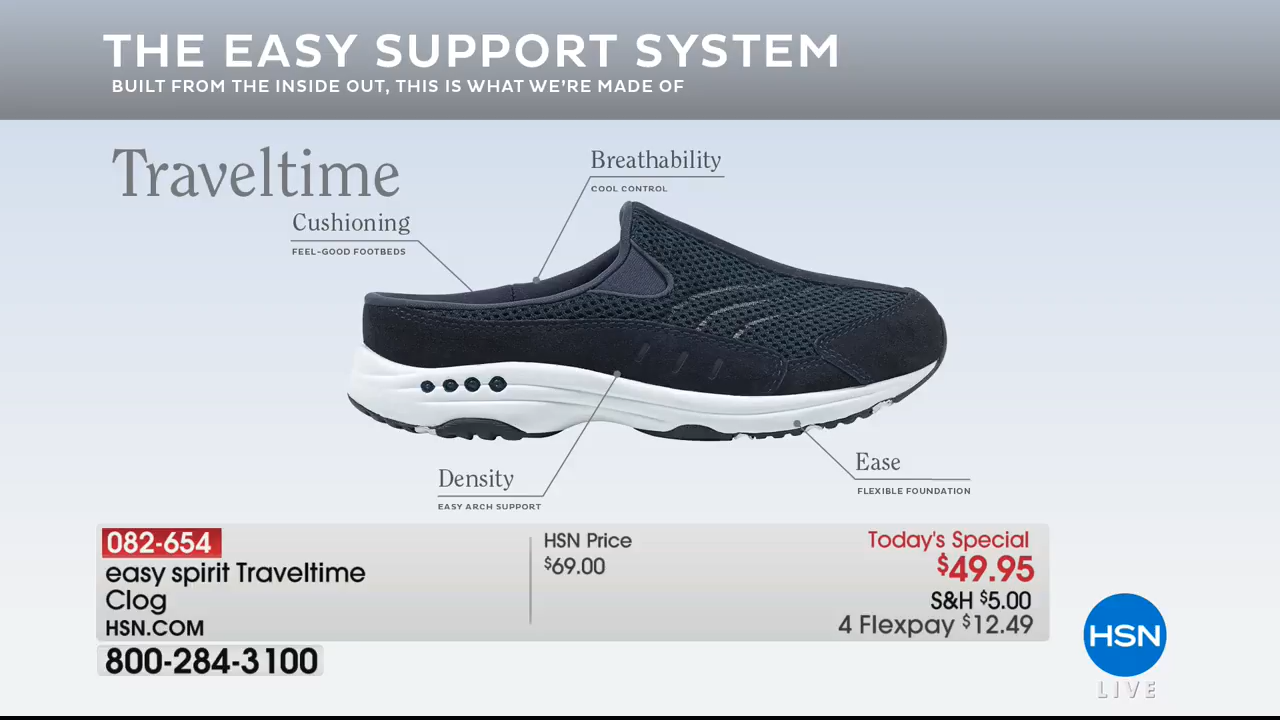 THE EASY SUPPORT SYSTEM
BUILT FROM THE INSIDE OUT, THIS IS WHAT WE'RE MADE OF
Traveltime
Breathability
COOL CONTROL
Cushioning
FEEL-GOOD FOOTBEDS
Density
EASY ARCH SUPPORT
Ease
FLEXIBLE FOUNDATION
082-654
easy spirit Traveltime
Clog
HSN.COM
800-284-3100
HSN Price
$69.00
Today's Special
$49.95
S&H $5.00
4 Flexpay $12.49
HSN
LIVE